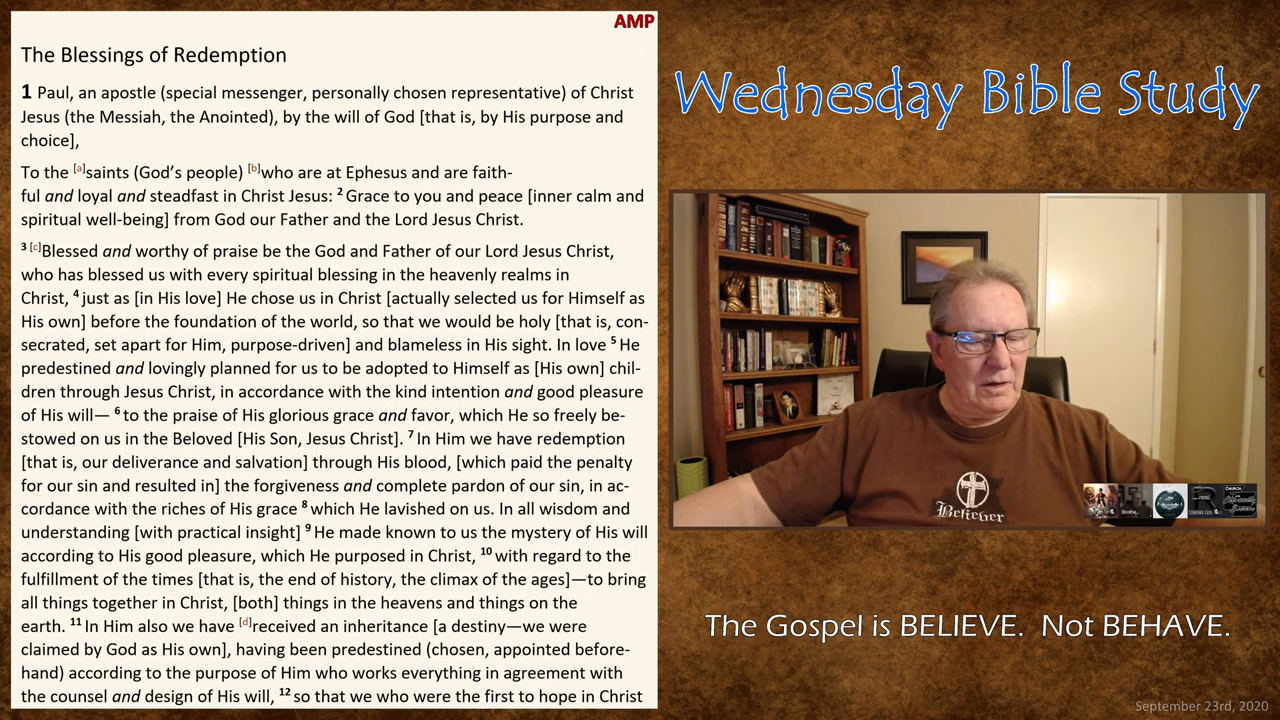 AMP
The Blessings of Redemption
1 Paul, an apostle (special messenger, personally chosen representative) of Christ
Jesus (the Messiah, the Anointed), by the will of God [that is, by His purpose and
choice],
To the [a]saints (God’s people) [b]who are at Ephesus and are faith-
ful and loyal and steadfast in Christ Jesus: 2 Grace to you and peace [inner calm and
spiritual well-being] from God our Father and the Lord Jesus Christ.
3 [c]Blessed and worthy of praise be the God and Father of our Lord Jesus Christ,
who has blessed us with every spiritual blessing in the heavenly realms in
Christ, 4 just as [in His love] He chose us in Christ [actually selected us for Himself as
His own] before the foundation of the world, so that we would be holy [that is, con-
secrated, set apart for Him, purpose-driven] and blameless in His sight. In love 5 He
predestined and lovingly planned for us to be adopted to Himself as [His own] chil-
dren through Jesus Christ, in accordance with the kind intention and good pleasure
of His will— 6 to the praise of His glorious grace and favor, which He so freely be-
stowed on us in the Beloved [His Son, Jesus Christ]. 7 In Him we have redemption
[that is, our deliverance and salvation] through His blood, [which paid the penalty
for our sin and resulted in] the forgiveness and complete pardon of our sin, in ac-
cordance with the riches of His grace 8 which He lavished on us. In all wisdom and
understanding [with practical insight] 9 He made known to us the mystery of His will
according to His good pleasure, which He purposed in Christ, 10 with regard to the
fulfillment of the times [that is, the end of history, the climax of the ages]—to bring
all things together in Christ, [both] things in the heavens and things on the
earth. 11 In Him also we have [d]received an inheritance [a destiny—we were
claimed by God as His own], having been predestined (chosen, appointed before-
hand) according to the purpose of Him who works everything in agreement with
the counsel and design of His will, 12 so that we who were the first to hope in Christ
Wednesday Bible Study
Believer
Brothe...
CHURCH
The Gospel is BELIEVE. Not BEHAVE.
September 23rd, 2020